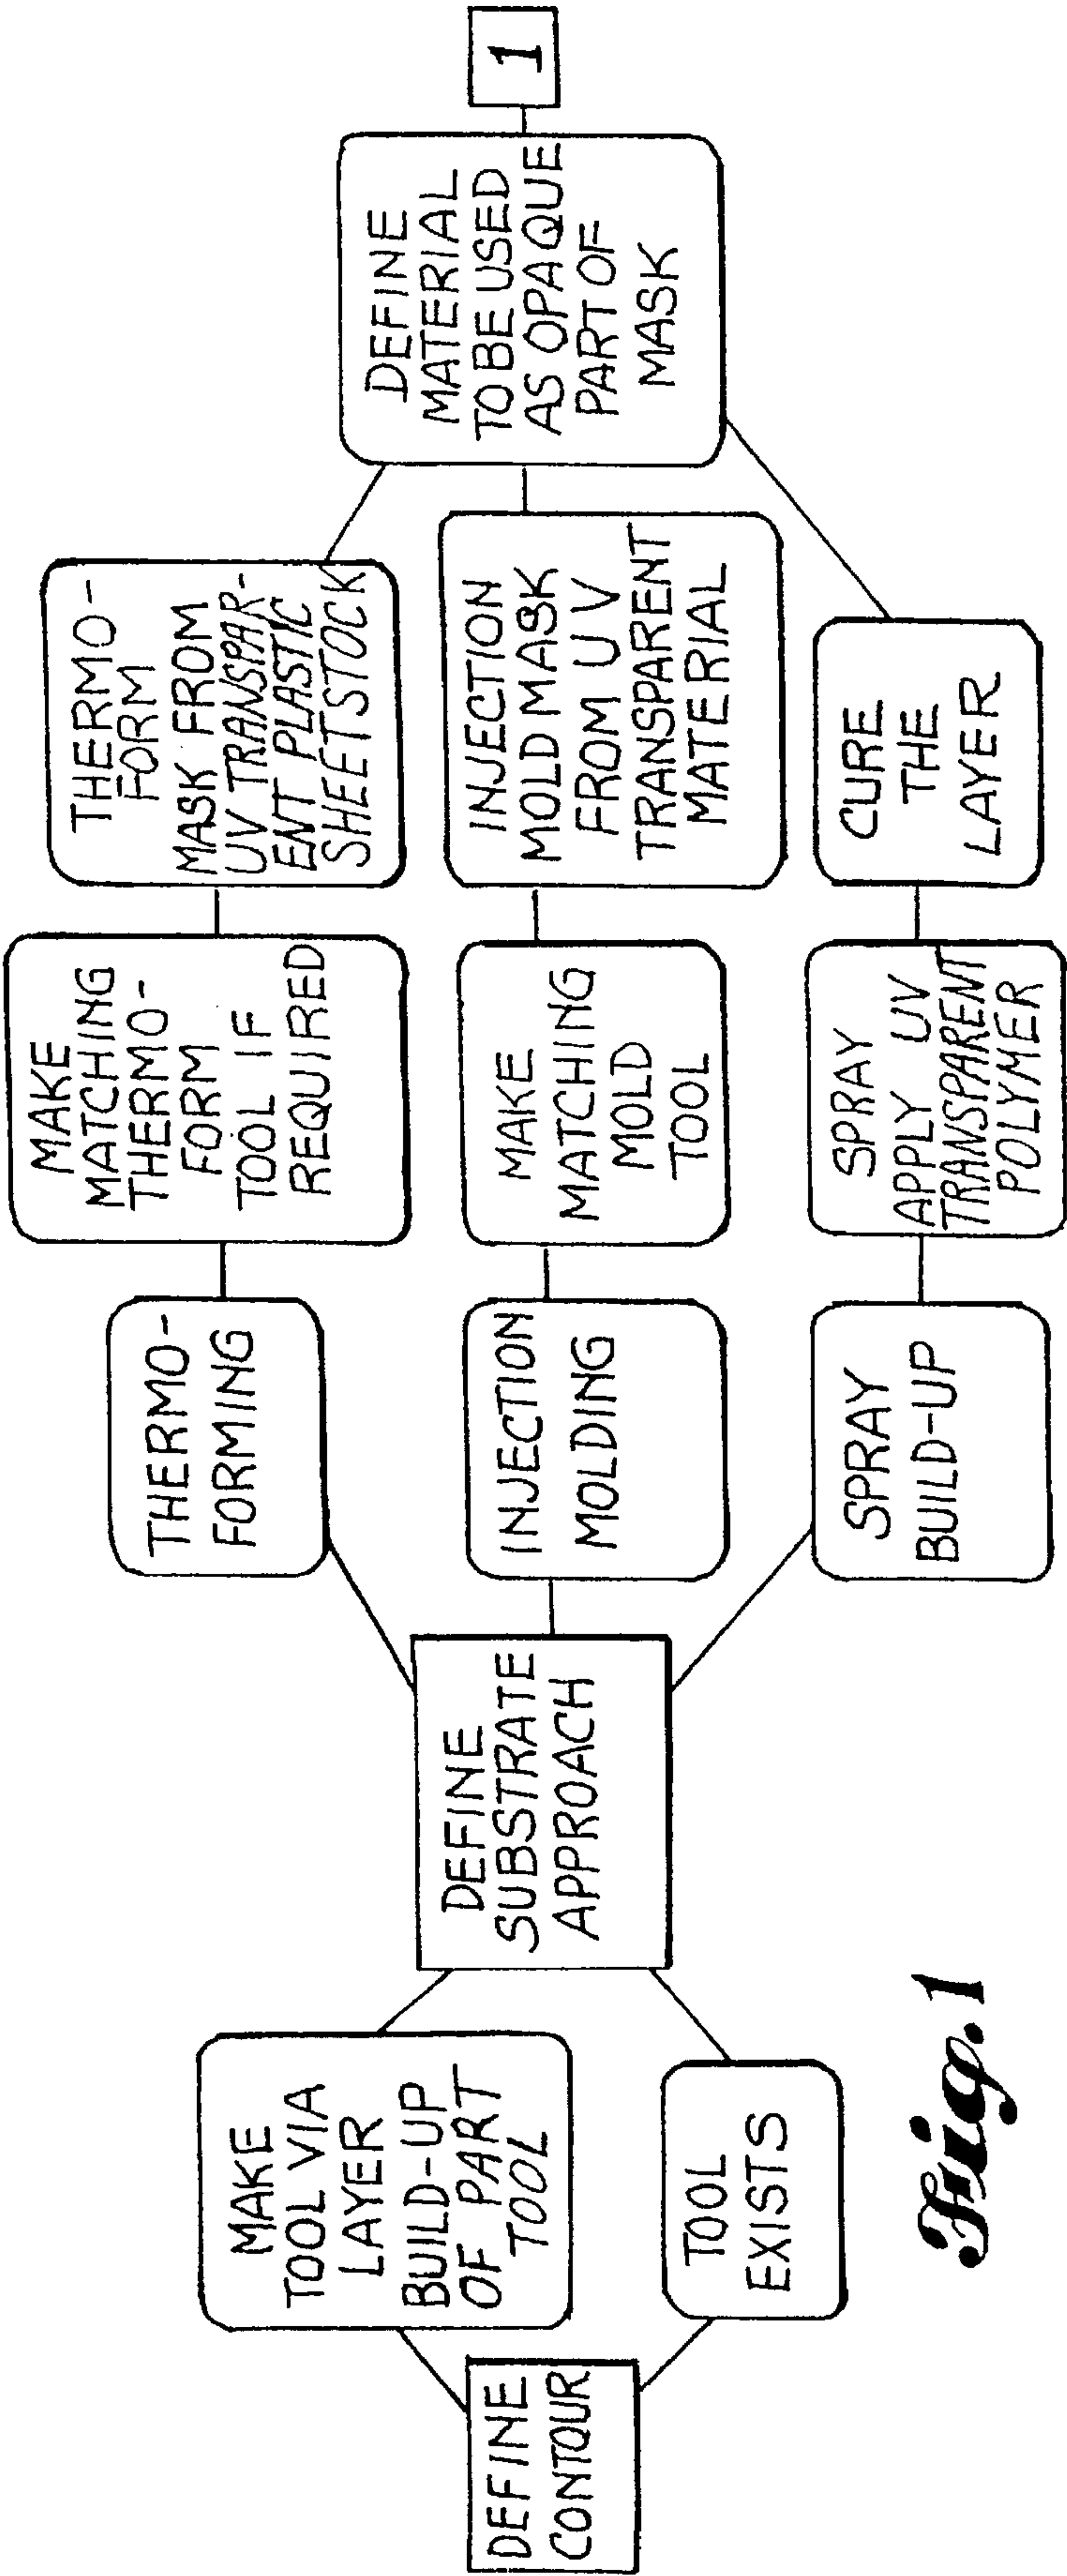 DEFINE
CONTOUR
MAKE
TOOL VIA
LAYER
BUILD-UP
OF PART
TOOL
TOOL
EXISTS
DEFINE
SUBSTRATE
APPROACH
THERMO-
FORMING
MAKE
MATCHING
THERMO-
FORM
TOOL IF
REQUIRED
THERMO-
FORM
MASK FROM
UV TRANSPAR-
ENT PLASTIC
SHEETSTOCK
INJECTION
MOLDING
MAKE
MATCHING
MOLD
TOOL
INJECTION
MOLD MASK
FROM UV
TRANSPARENT
MATERIAL
SPRAY
BUILD-UP
SPRAY
APPLY UV
TRANSPARENT
POLYMER
CURE
THE
LAYER
DEFINE
MATERIAL
TO BE USED
AS OPAQUE
PART OF
MASK
1
Fig. 1